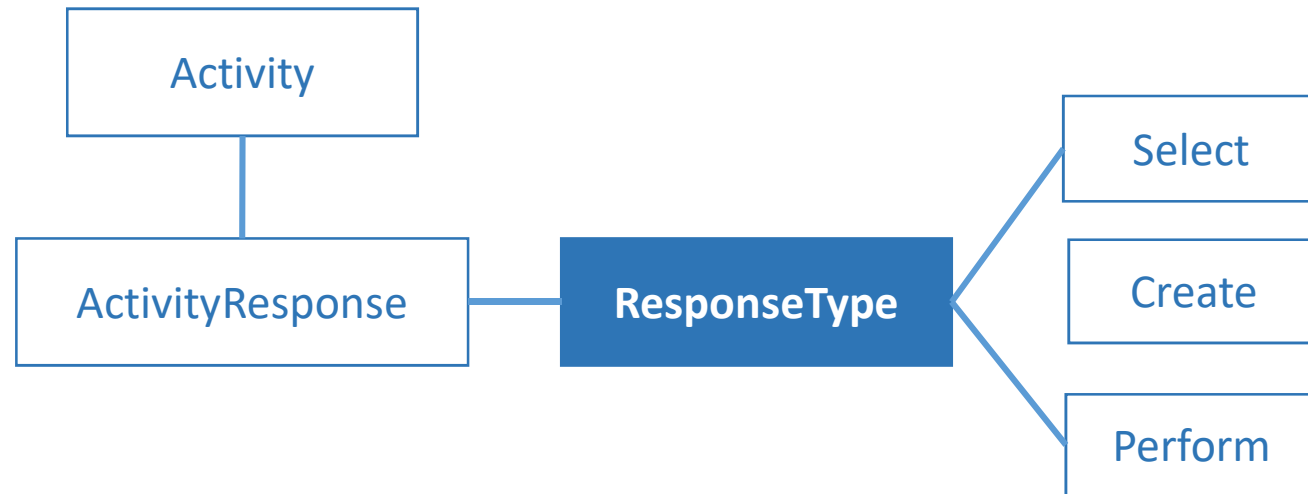 Activity
Select
ActivityResponse
ResponseType
Create
Perform